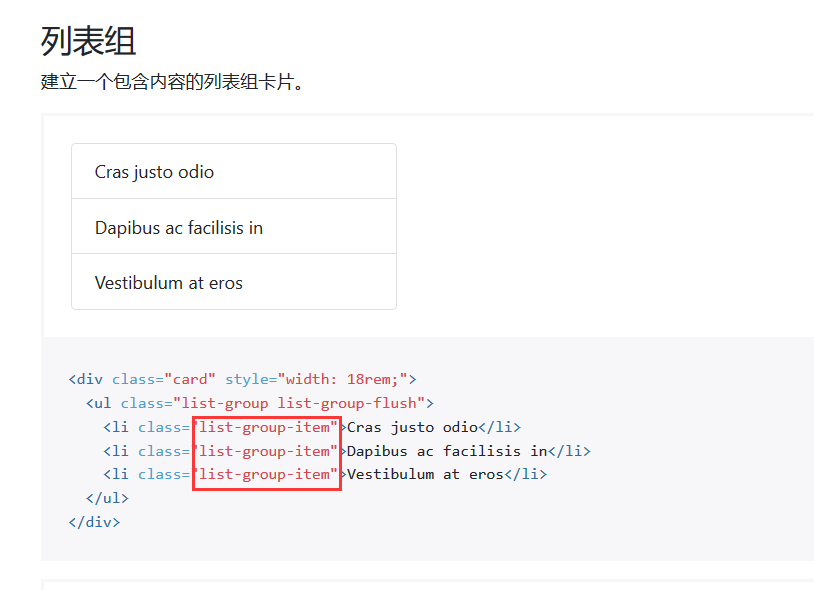 列表组
建立一个包含内容的列表组卡片。
Cras justo odio
Dapibus ac facilisis in
Vestibulum at eros
<div class="card" style="width: 18rem;">
  <ul class="list-group list-group-flush">
    <li class="list-group-item">Cras justo odio</li>
    <li class="list-group-item">Dapibus ac facilisis in</li>
    <li class="list-group-item">Vestibulum at eros</li>
  </ul>
</div>